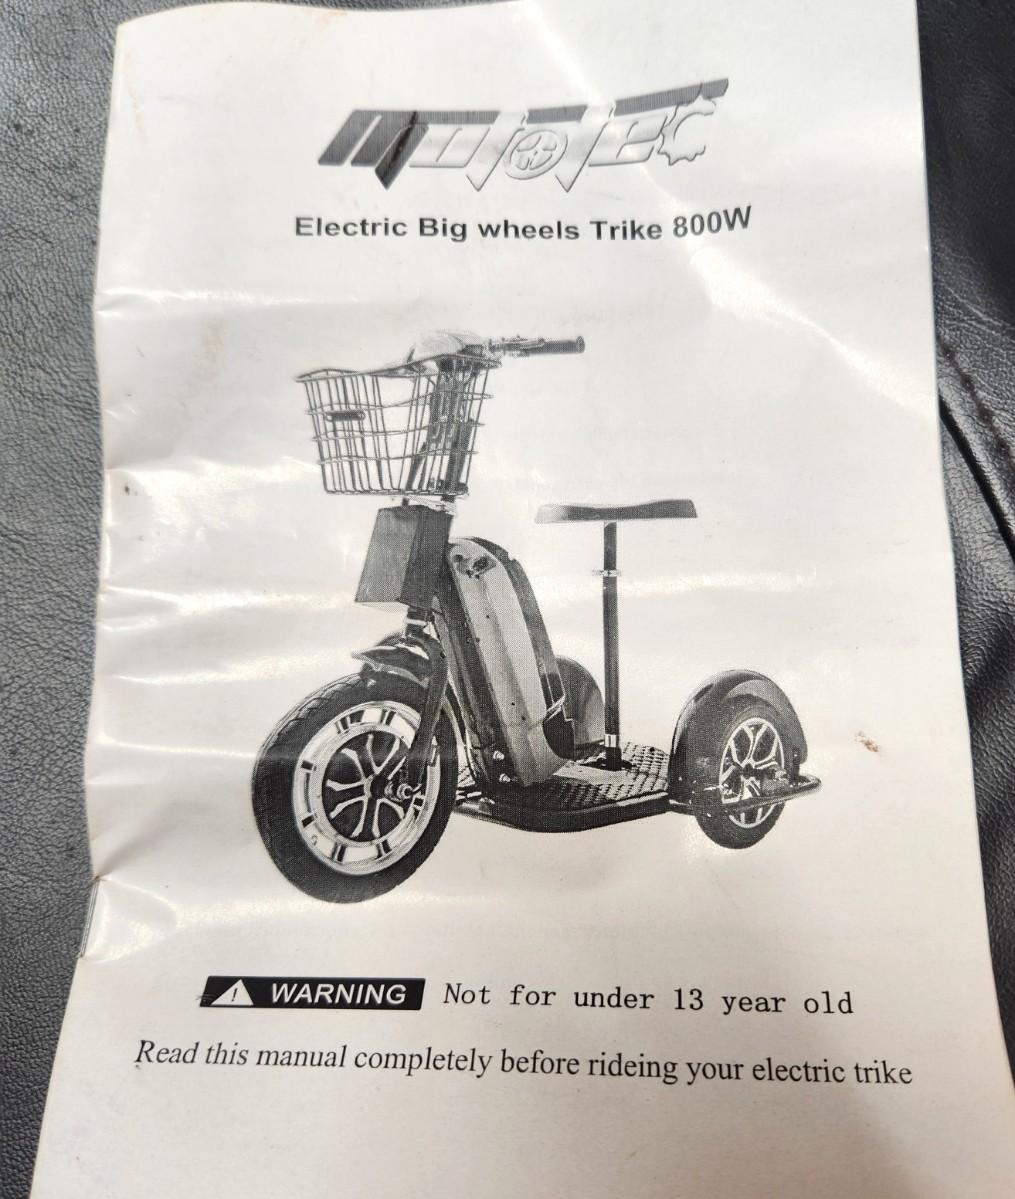 MOTOTEC
Electric Big wheels Trike 800W
WARNING Not for under 13 year old
Read this manual completely before rideing your electric trike